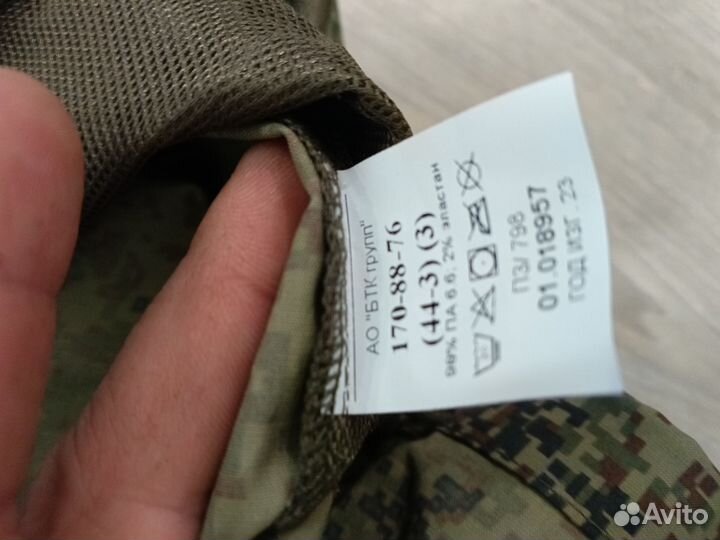 АО "БТК групп"
170-88-76
(44-3) (3)
98% ПА 6.6; 2% эластан
ПЗ/ 798
01.018957
ГОД ИЗГ .23
Avito